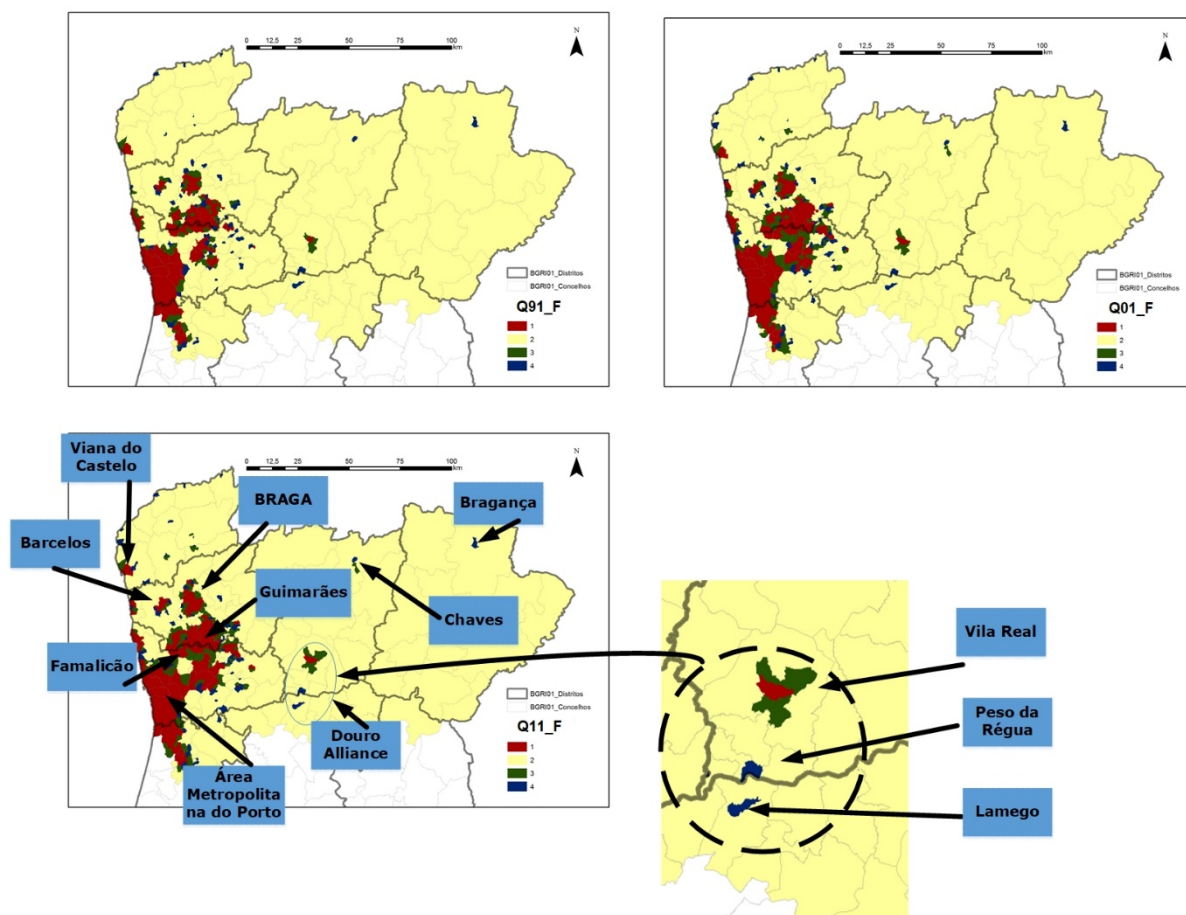 N
0 12,5 25 50 75 100
km
BGRI01_Distritos
BGRI01_Concelhos
Q91_F
1
2
3
4
N
0 12,5 25 50 75 100
km
BGRI01_Distritos
BGRI01_Concelhos
Q01_F
1
2
3
4
N
0 12,5 25 50 75 100
km
Viana do
Castelo
BRAGA
Bragança
Barcelos
Guimarães
Chaves
Famalicão
Douro
Alliance
Área
Metropolita
na do Porto
BGRI01_Distritos
BGRI01_Concelhos
Q11_F
1
2
3
4
Vila Real
Peso da
Régua
Lamego